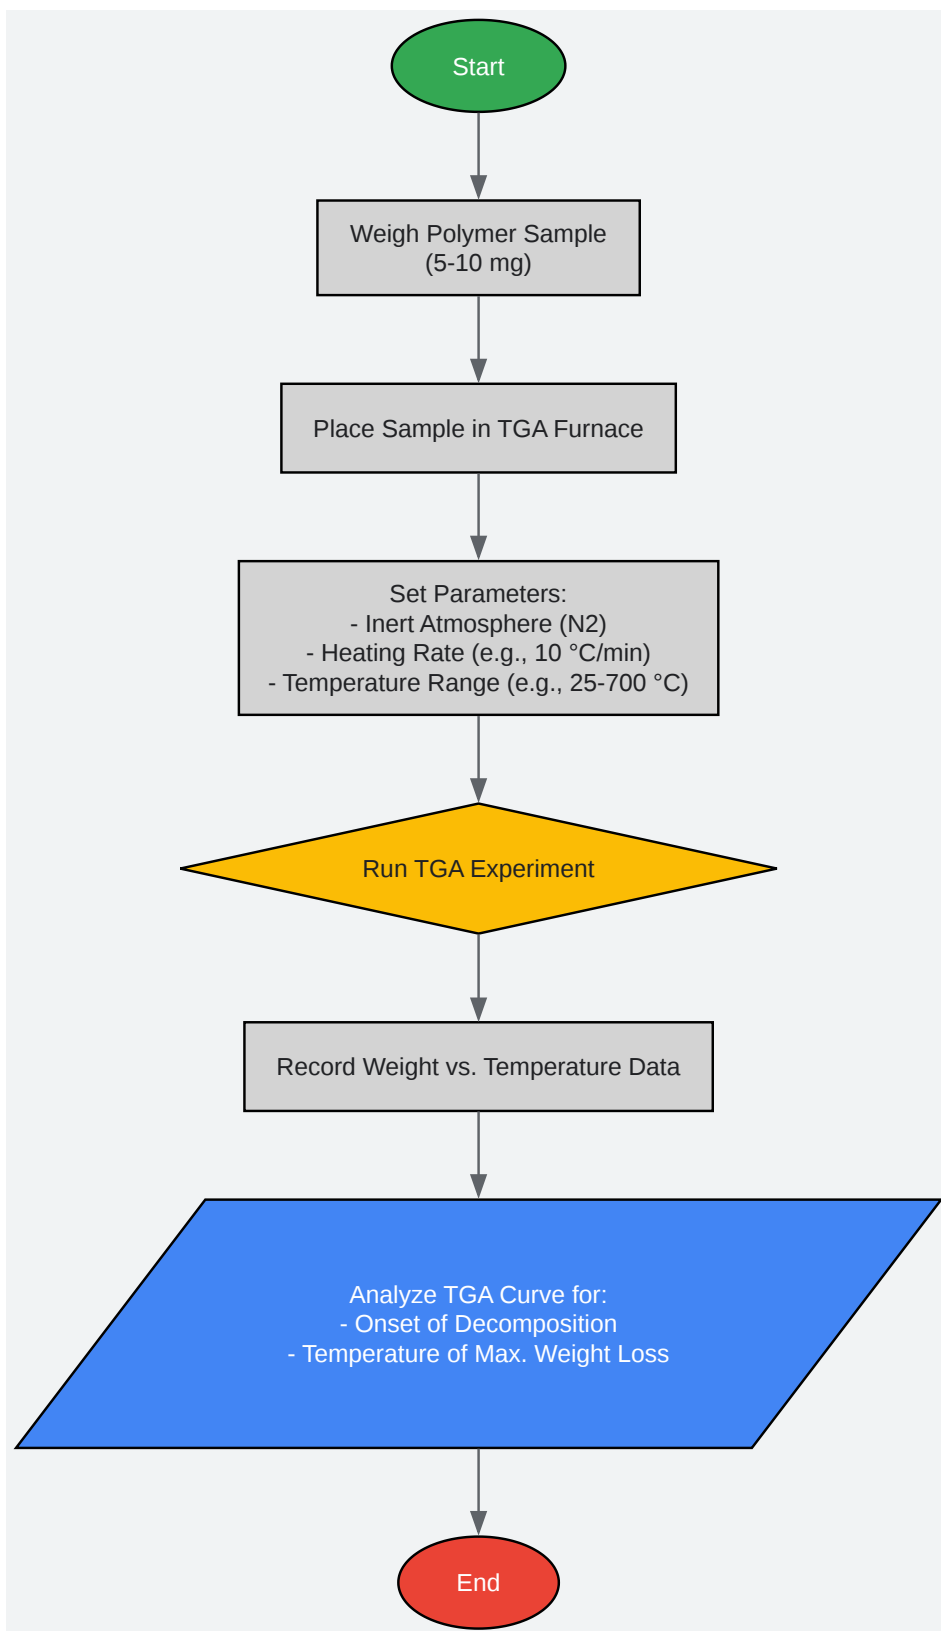 Start
Weigh Polymer Sample
(5-10 mg)
Place Sample in TGA Furnace
Set Parameters:
- Inert Atmosphere (N2)
- Heating Rate (e.g., 10 °C/min)
- Temperature Range (e.g., 25-700 °C)
Run TGA Experiment
Record Weight vs. Temperature Data
Analyze TGA Curve for:
- Onset of Decomposition
- Temperature of Max. Weight Loss
End